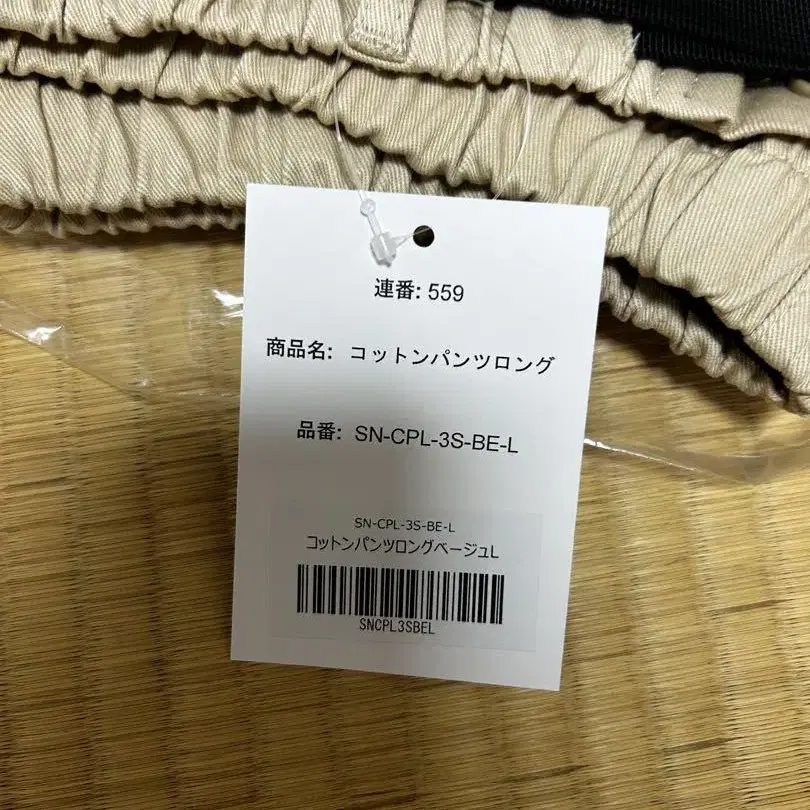 連番: 559
商品名: コットンパンツロング
品番: SN-CPL-3S-BE-L
SN-CPL-3S-BE-L
コットンパンツロングベージュL
SNCPL3SBEL